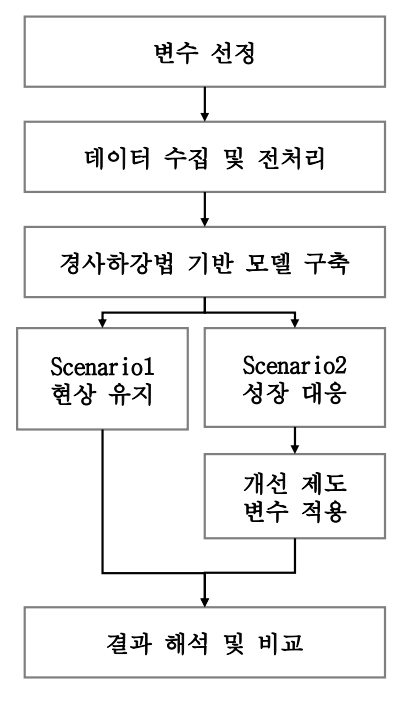 변수 선정
데이터 수집 및 전처리
경사하강법 기반 모델 구축
Scenario1
현상 유지
Scenario2
성장 대응
개선 제도
변수 적용
결과 해석 및 비교